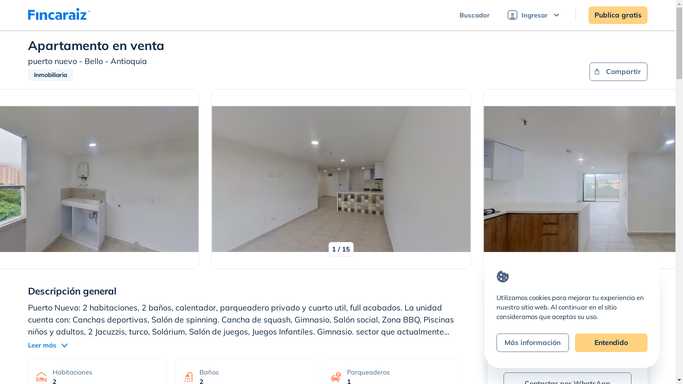 Fincaraiz
Buscador
Ingresar
Publica gratis
Apartamento en venta
puerto nuevo - Bello - Antioquia
Inmobiliaria
Compartir
1 / 15
Descripción general
Puerto Nuevo: 2 habitaciones, 2 baños, calentador, parqueadero privado y cuarto util, full acabados. La unidad
cuenta con: Canchas deportivas, Salón de spinning, Cancha de squash, Gimnasio, Salón social, Zona BBQ, Piscinas
niños y adultos, 2 Jacuzzis, turco, Solárium, Salón de juegos, Juegos Infantiles. Gimnasio. sector que actualmente...
Leer más
Habitaciones
2
Baños
2
Parqueaderos
1
Utilizamos cookies para mejorar tu experiencia en
nuestro sitio web. Al continuar en el sitio
consideramos que aceptas su uso.
Más información
Entendido
Contactar por WhatsApp